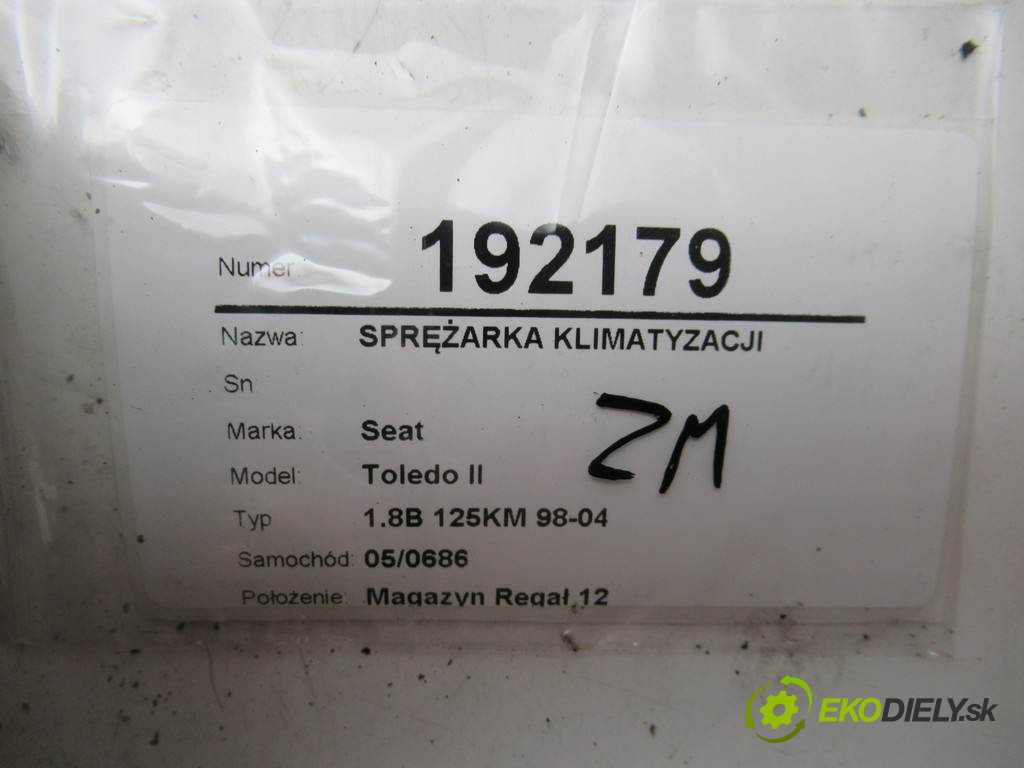 Numer: 192179
Nazwa: SPRĘŻARKA KLIMATYZACJI
Sn
Marka: Seat
ZM
Model: Toledo II
Typ 1.8B 125KM 98-04
Samochód: 05/0686
Położenie: Magazyn Regał 12
EKODIELY.sk